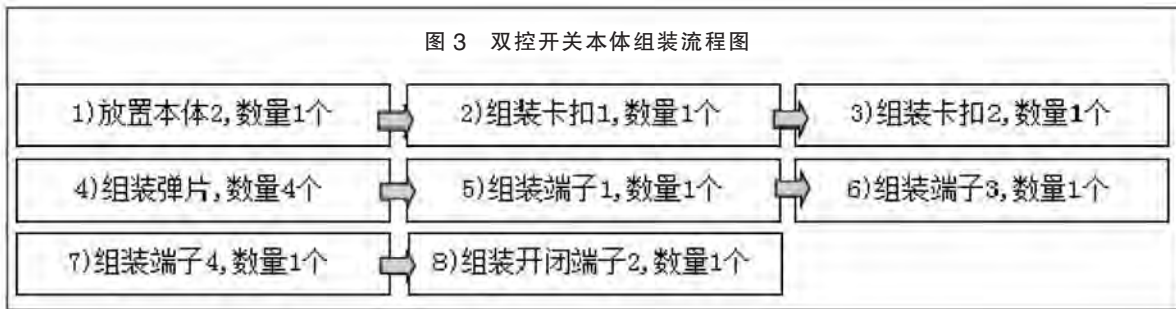 图3 双控开关本体组装流程图
1)放置本体2,数量1个
2)组装卡扣1,数量1个
3)组装卡扣2,数量1个
4)组装弹片,数量4个
5)组装端子1,数量1个
6)组装端子3,数量1个
7)组装端子4,数量1个
8)组装开闭端子2,数量1个